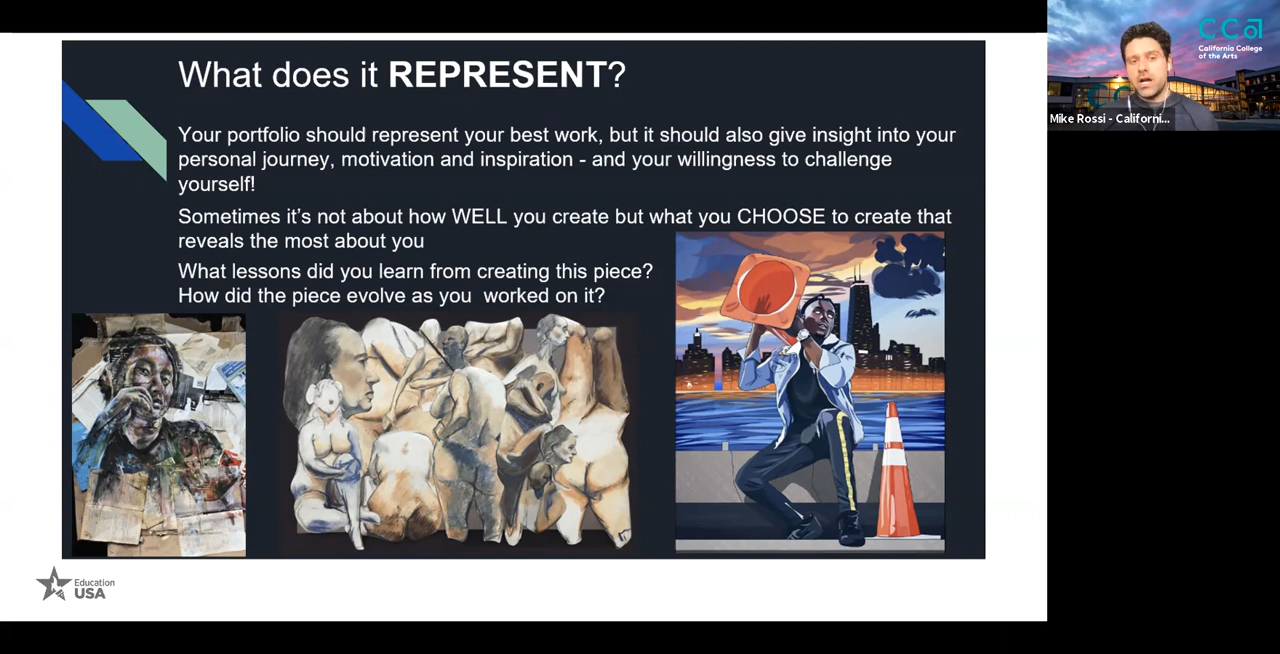 What does it REPRESENT?
Your portfolio should represent your best work, but it should also give insight into your
personal journey, motivation and inspiration - and your willingness to challenge
yourself!
Sometimes it's not about how WELL you create but what you CHOOSE to create that
reveals the most about you
What lessons did you learn from creating this piece?
How did the piece evolve as you worked on it?
Education
USA
CCA
California College
of the Arts
Mike Rossi - Californi...